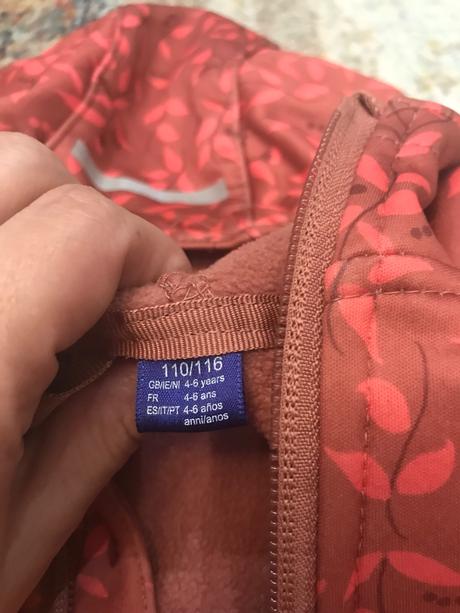 110/116
GB/IE/NI 4-6 years
FR 4-6 ans
ES/IT/PT 4-6 años
anni/anos